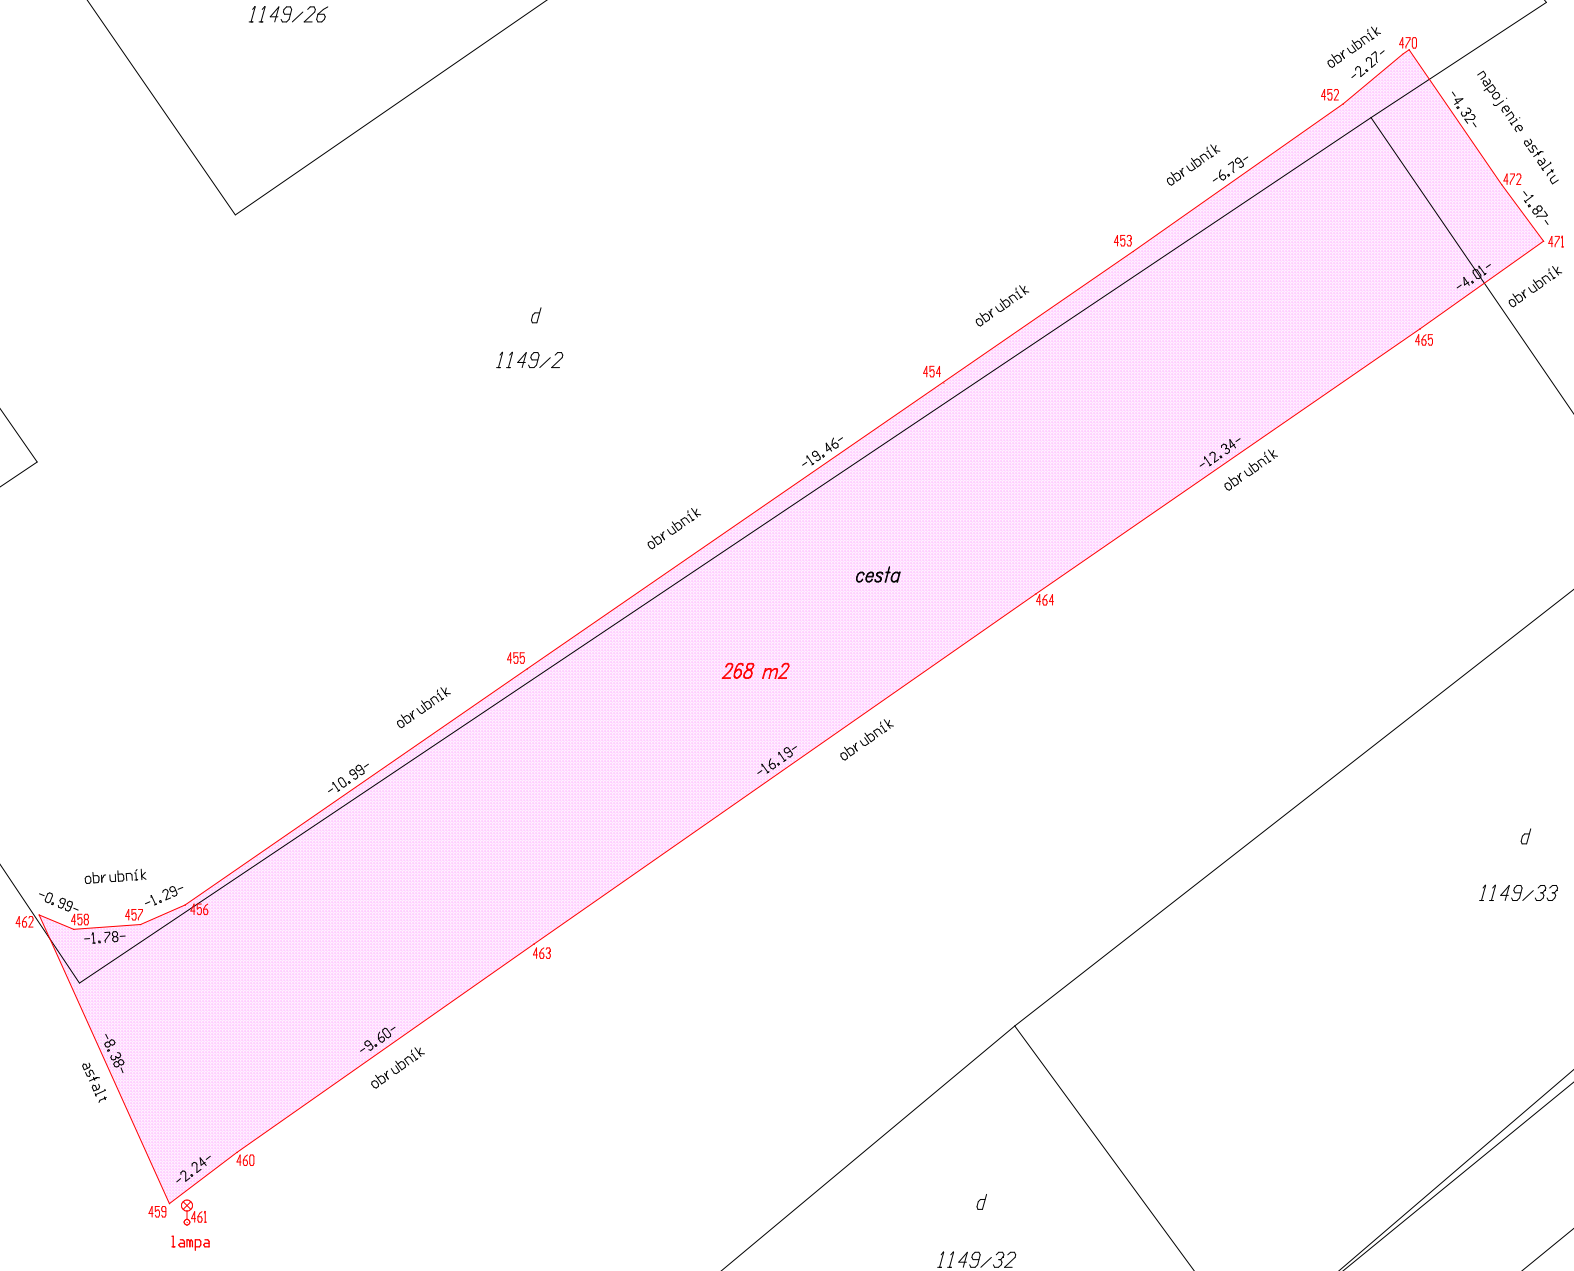 1149/26
obrubník
470
-2.27-
452
napojenie asfaltu
-4.32-
obrubník
-6.79-
472
-1.87-
453
471
-4.01-
obrubník
obrubník
d
1149/2
465
454
-19.46-
-12.34-
obrubník
obrubník
cesta
464
455
268 m2
obrubník
-16.19-
obrubník
-10.99-
d
1149/33
obrubník
-0.99-
-1.29-
462
458
457
456
-1.78-
463
-9.60-
obrubník
-8.38-
asfalt
-2.24-
460
459
461
lampa
d
1149/32